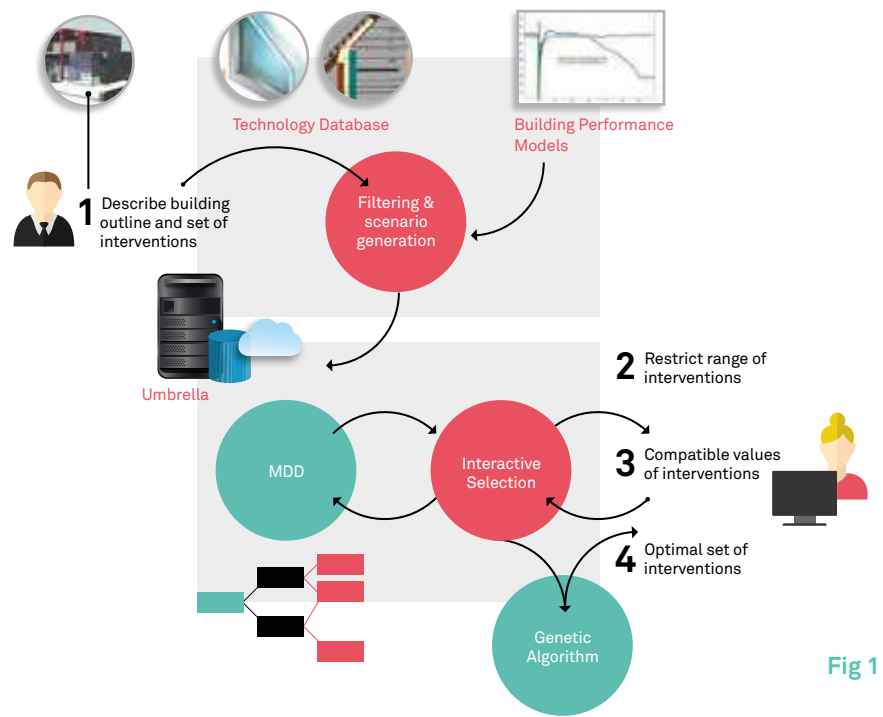 Technology Database
Building Performance
Models
1
Describe building
outline and set of
interventions
Filtering &
scenario
generation
Umbrella
2
Restrict range of
interventions
MDD
Interactive
Selection
3
Compatible values
of interventions
4
Optimal set of
interventions
Genetic
Algorithm
Fig 1